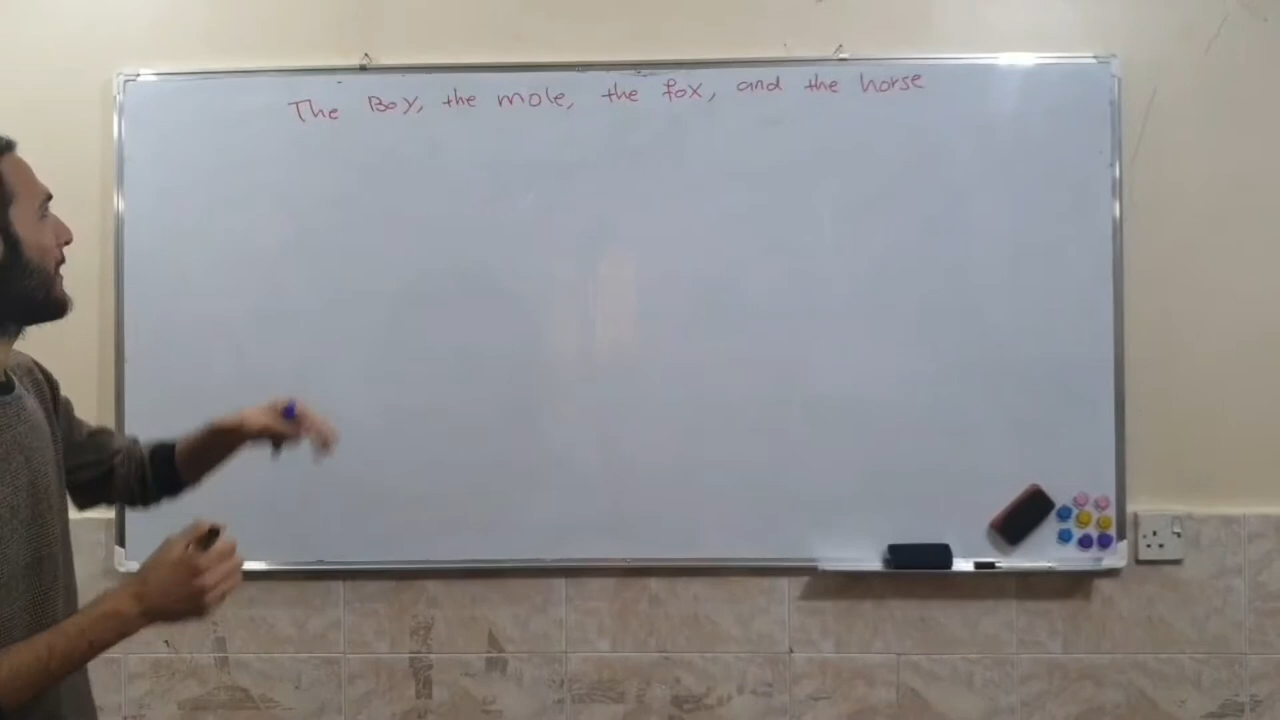 The Boy, the mole, the fox, and the horse